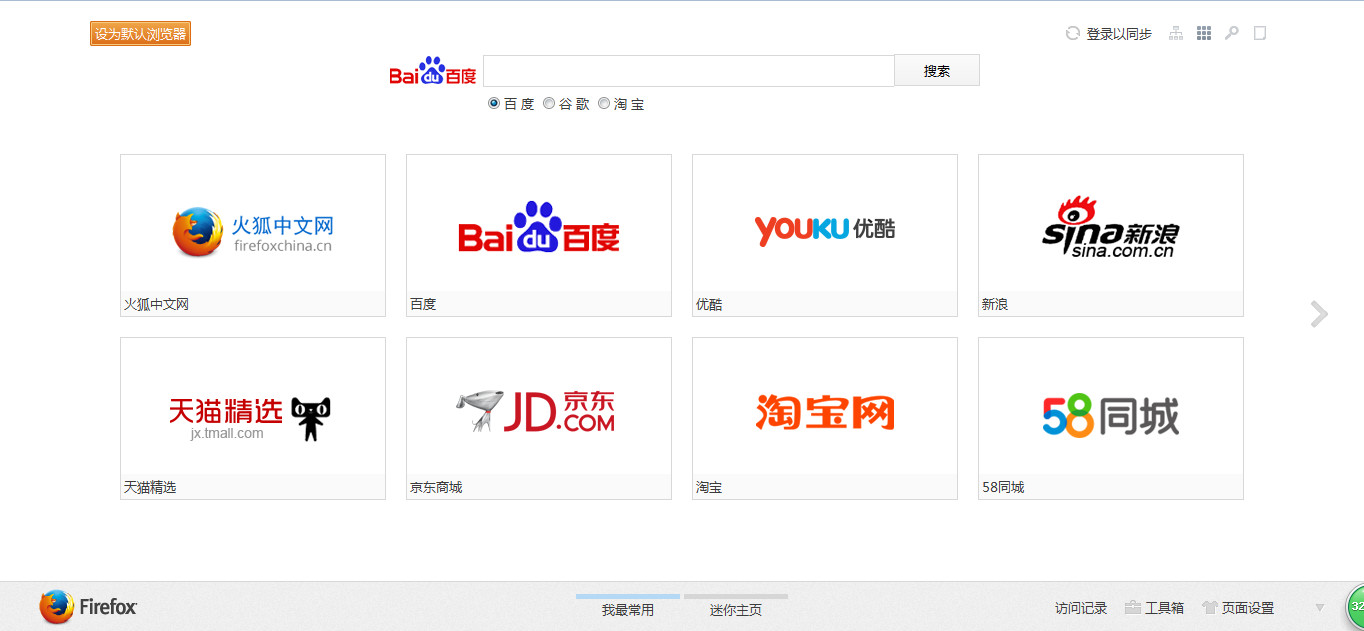 设为默认浏览器
登录以同步
Bai du 百度
搜索
百度 谷歌 淘宝
火狐中文网
firefoxchina.cn
火狐中文网
Bai du 百度
百度
YOUKU 优酷
优酷
sina新浪
sina.com.cn
新浪
天猫精选
jx.tmall.com
天猫精选
JD.COM 京东
京东商城
淘宝网
淘宝
58同城
58同城
Firefox
我最常用
迷你主页
访问记录
工具箱
页面设置
32